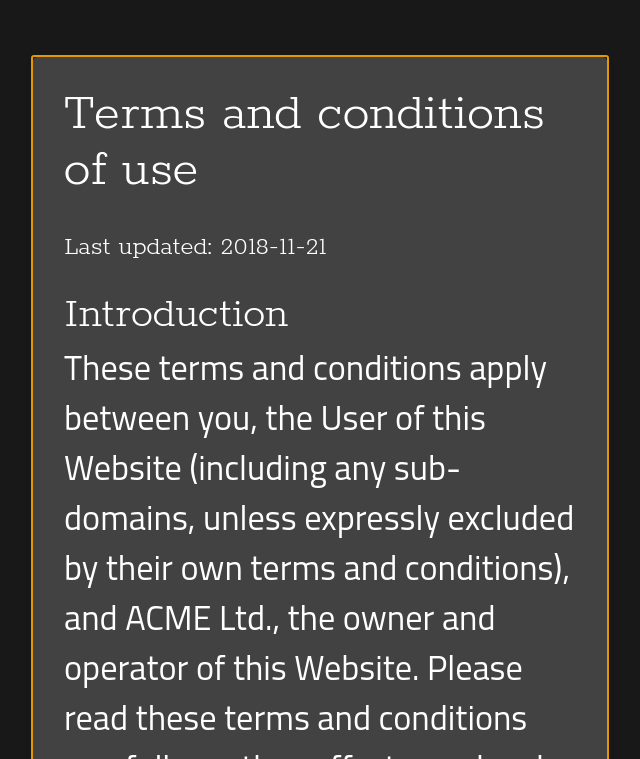 Terms and conditions
of use
Last updated: 2018-11-21
Introduction
These terms and conditions apply
between you, the User of this
Website (including any sub-
domains, unless expressly excluded
by their own terms and conditions),
and ACME Ltd., the owner and
operator of this Website. Please
read these terms and conditions